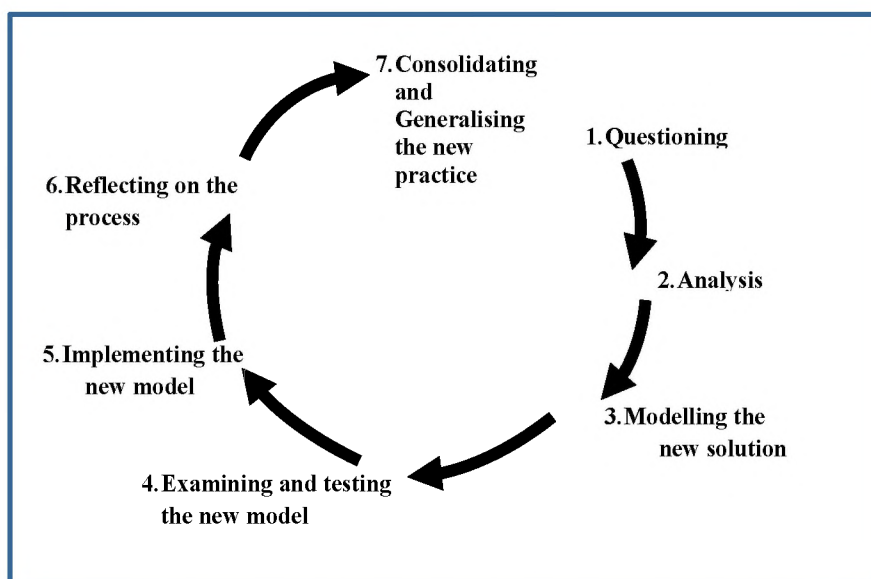 7. Consolidating
and
Generalising
the new
practice
1. Questioning
6. Reflecting on the
process
2. Analysis
5. Implementing the
new model
3. Modelling the
new solution
4. Examining and testing
the new model